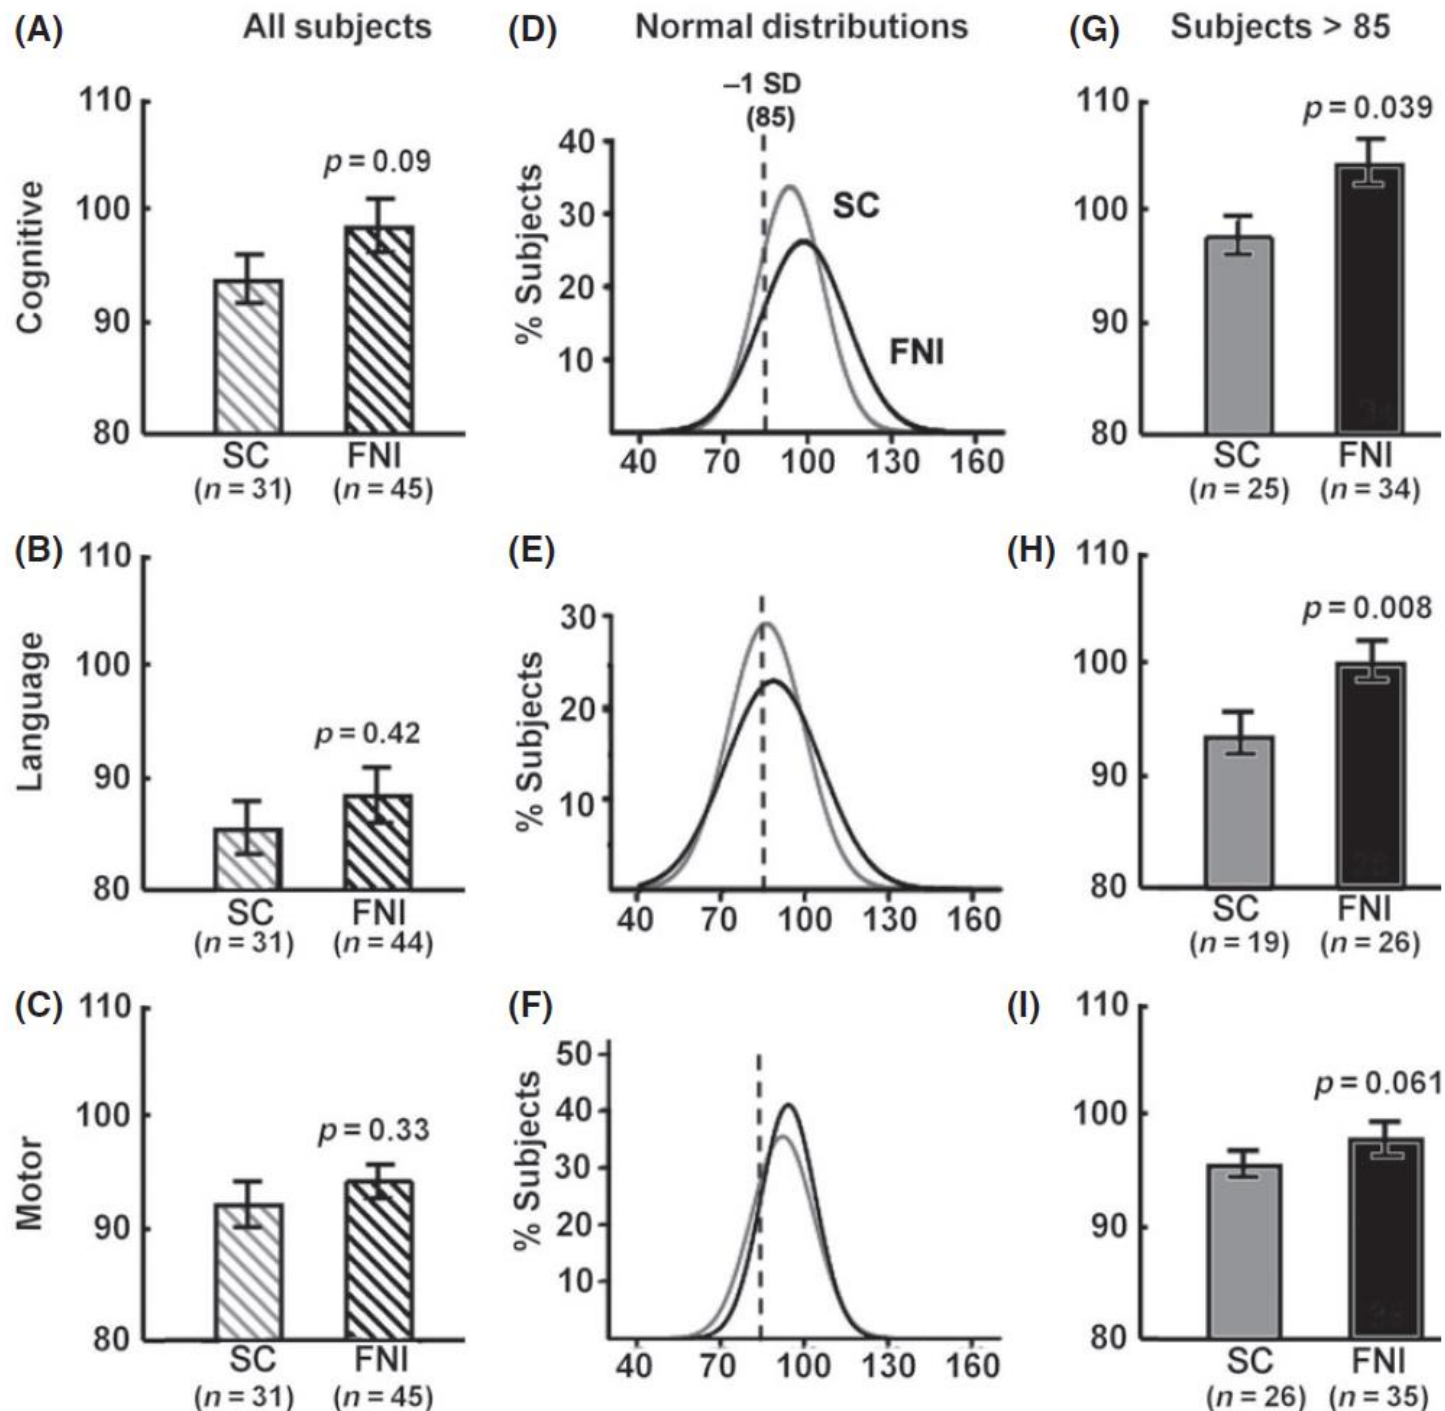 (A) All subjects
Cognitive
110
100
90
80
p = 0.09
SC FNI
(n = 31) (n = 45)
(D) Normal distributions
–1 SD
(85)
% Subjects
40
30
20
10
SC
FNI
40 70 100 130 160
(G) Subjects > 85
110
100
90
80
p = 0.039
SC FNI
(n = 25) (n = 34)
(B)
Language
110
100
90
80
p = 0.42
SC FNI
(n = 31) (n = 44)
(E)
% Subjects
30
20
10
40 70 100 130 160
(H)
110
100
90
80
p = 0.008
SC FNI
(n = 19) (n = 26)
(C)
Motor
110
100
90
80
p = 0.33
SC FNI
(n = 31) (n = 45)
(F)
% Subjects
50
40
30
20
10
40 70 100 130 160
(I)
110
100
90
80
p = 0.061
SC FNI
(n = 26) (n = 35)